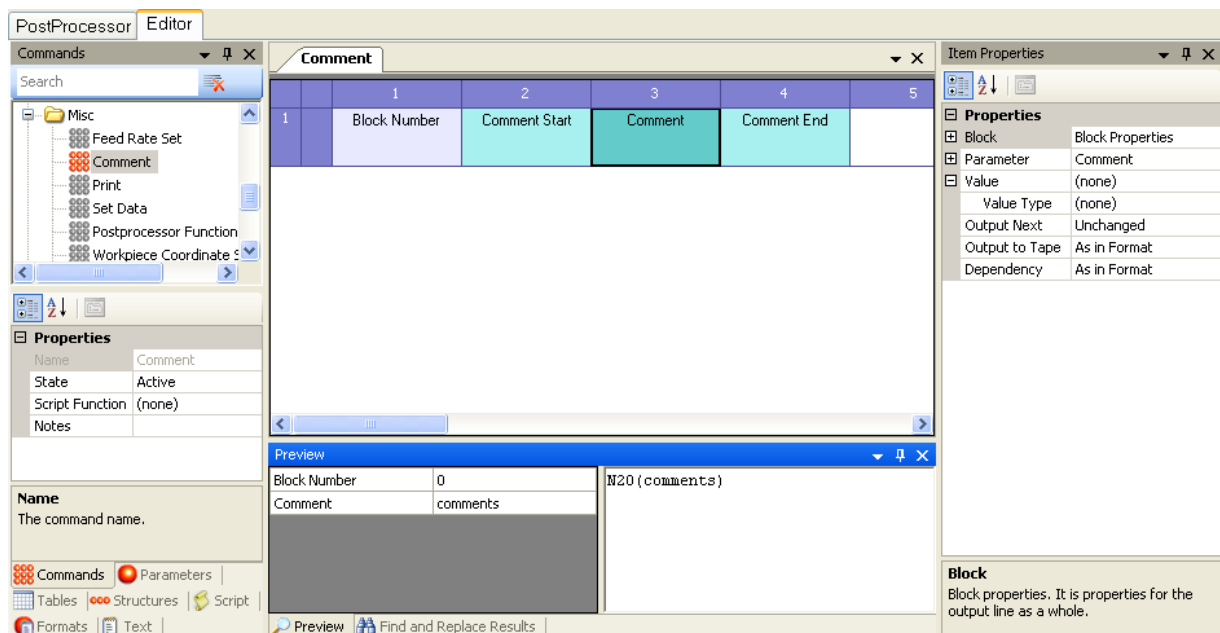 PostProcessor Editor
Commands
Search
Misc
Feed Rate Set
Comment
Print
Set Data
Postprocessor Function
Workpiece Coordinate S
Properties
Name Comment
State Active
Script Function (none)
Notes
Name
The command name.
Commands Parameters
Tables Structures Script
Formats Text
Comment
1 2 3 4 5
1 Block Number Comment Start Comment Comment End
Preview
Block Number 0
Comment comments
N20(comments)
Preview Find and Replace Results
Item Properties
Properties
Block Block Properties
Parameter Comment
Value (none)
Value Type (none)
Output Next Unchanged
Output to Tape As in Format
Dependency As in Format
Block
Block properties. It is properties for the
output line as a whole.